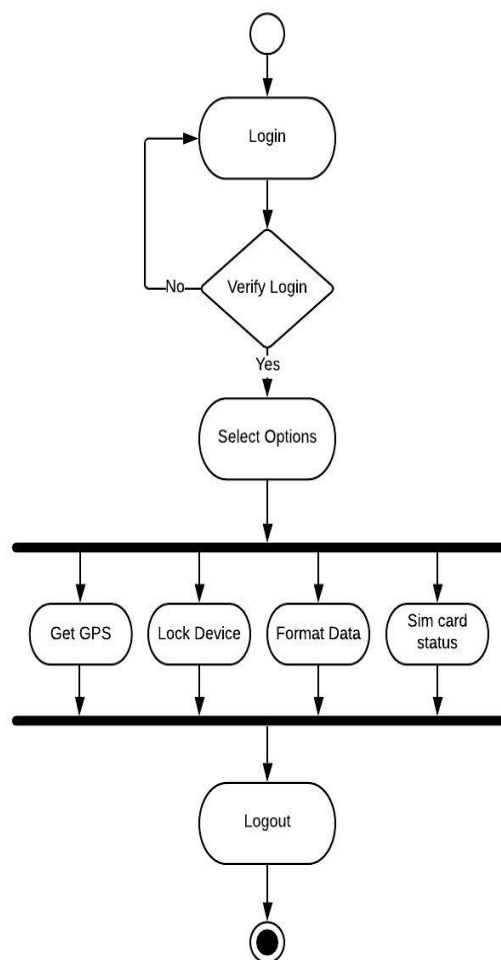 Login
Verify Login
No
Yes
Select Options
Get GPS
Lock Device
Format Data
Sim card
status
Logout